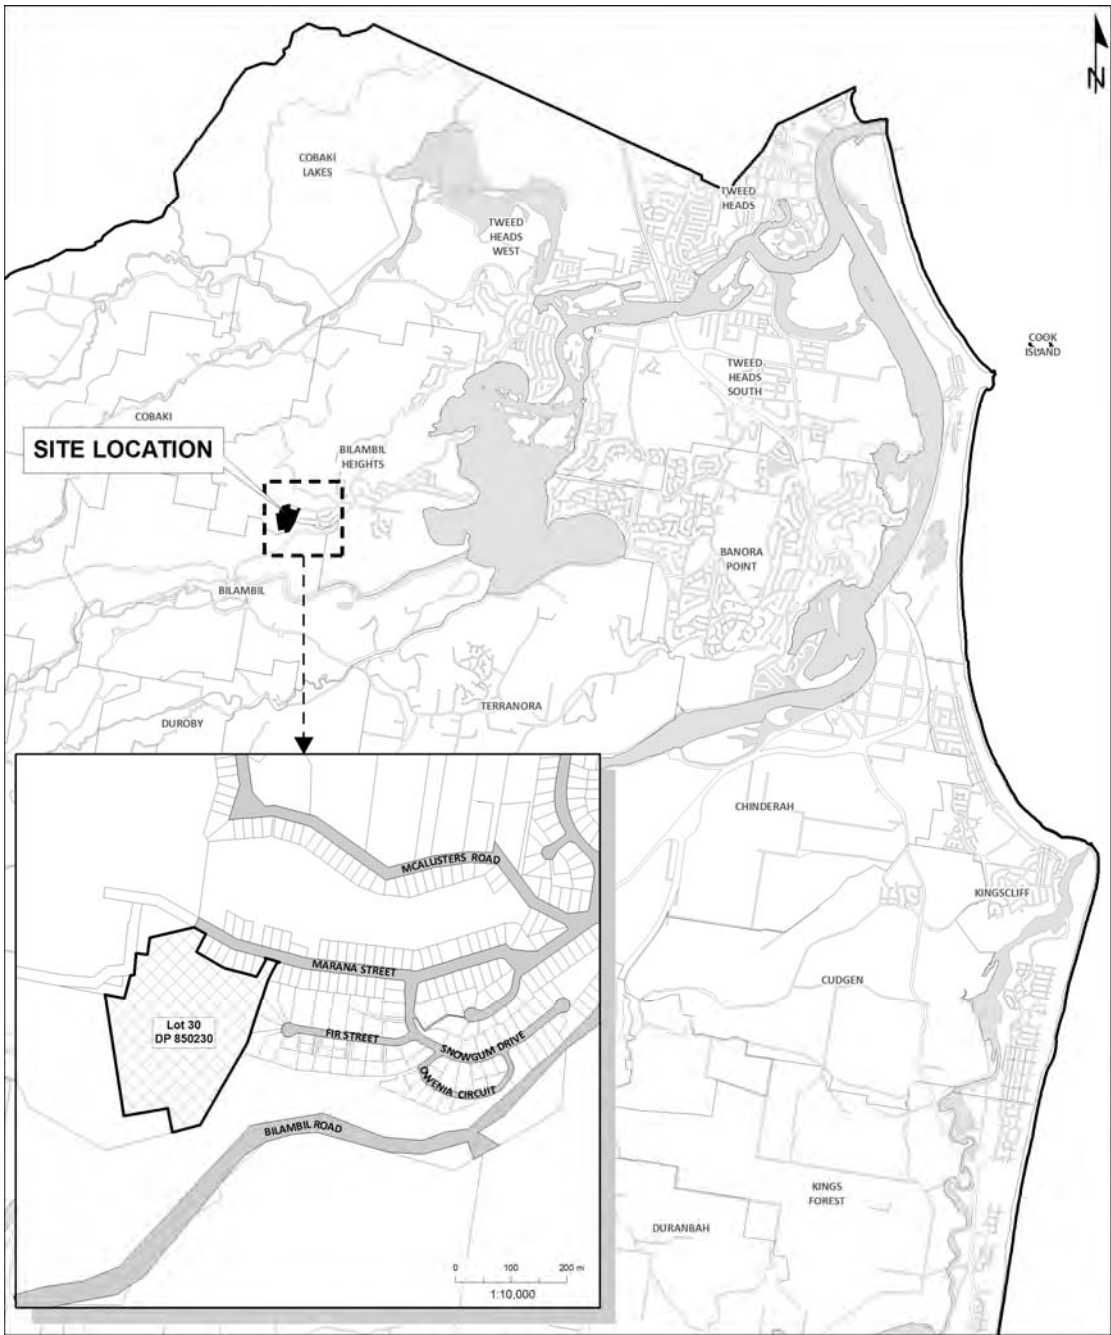 N
COBAKI
LAKES
TWEED
HEADS
TWEED
HEADS
WEST
COOK
ISLAND
TWEED
HEADS
SOUTH
COBAKI
SITE LOCATION
BILAMBIL
HEIGHTS
BANORA
POINT
BILAMBIL
TERRANORA
DUROBY
CHINDERAH
MCALUSTERS ROAD
KINGSCLIFF
MARANA STREET
CUDGEN
Lot 30
DP 850230
FIR STREET
SNOWGUM DRIVE
OWENIA CIRCUIT
BILAMBIL ROAD
KINGS
FOREST
DURANBAH
0 100 200 m
1:10,000